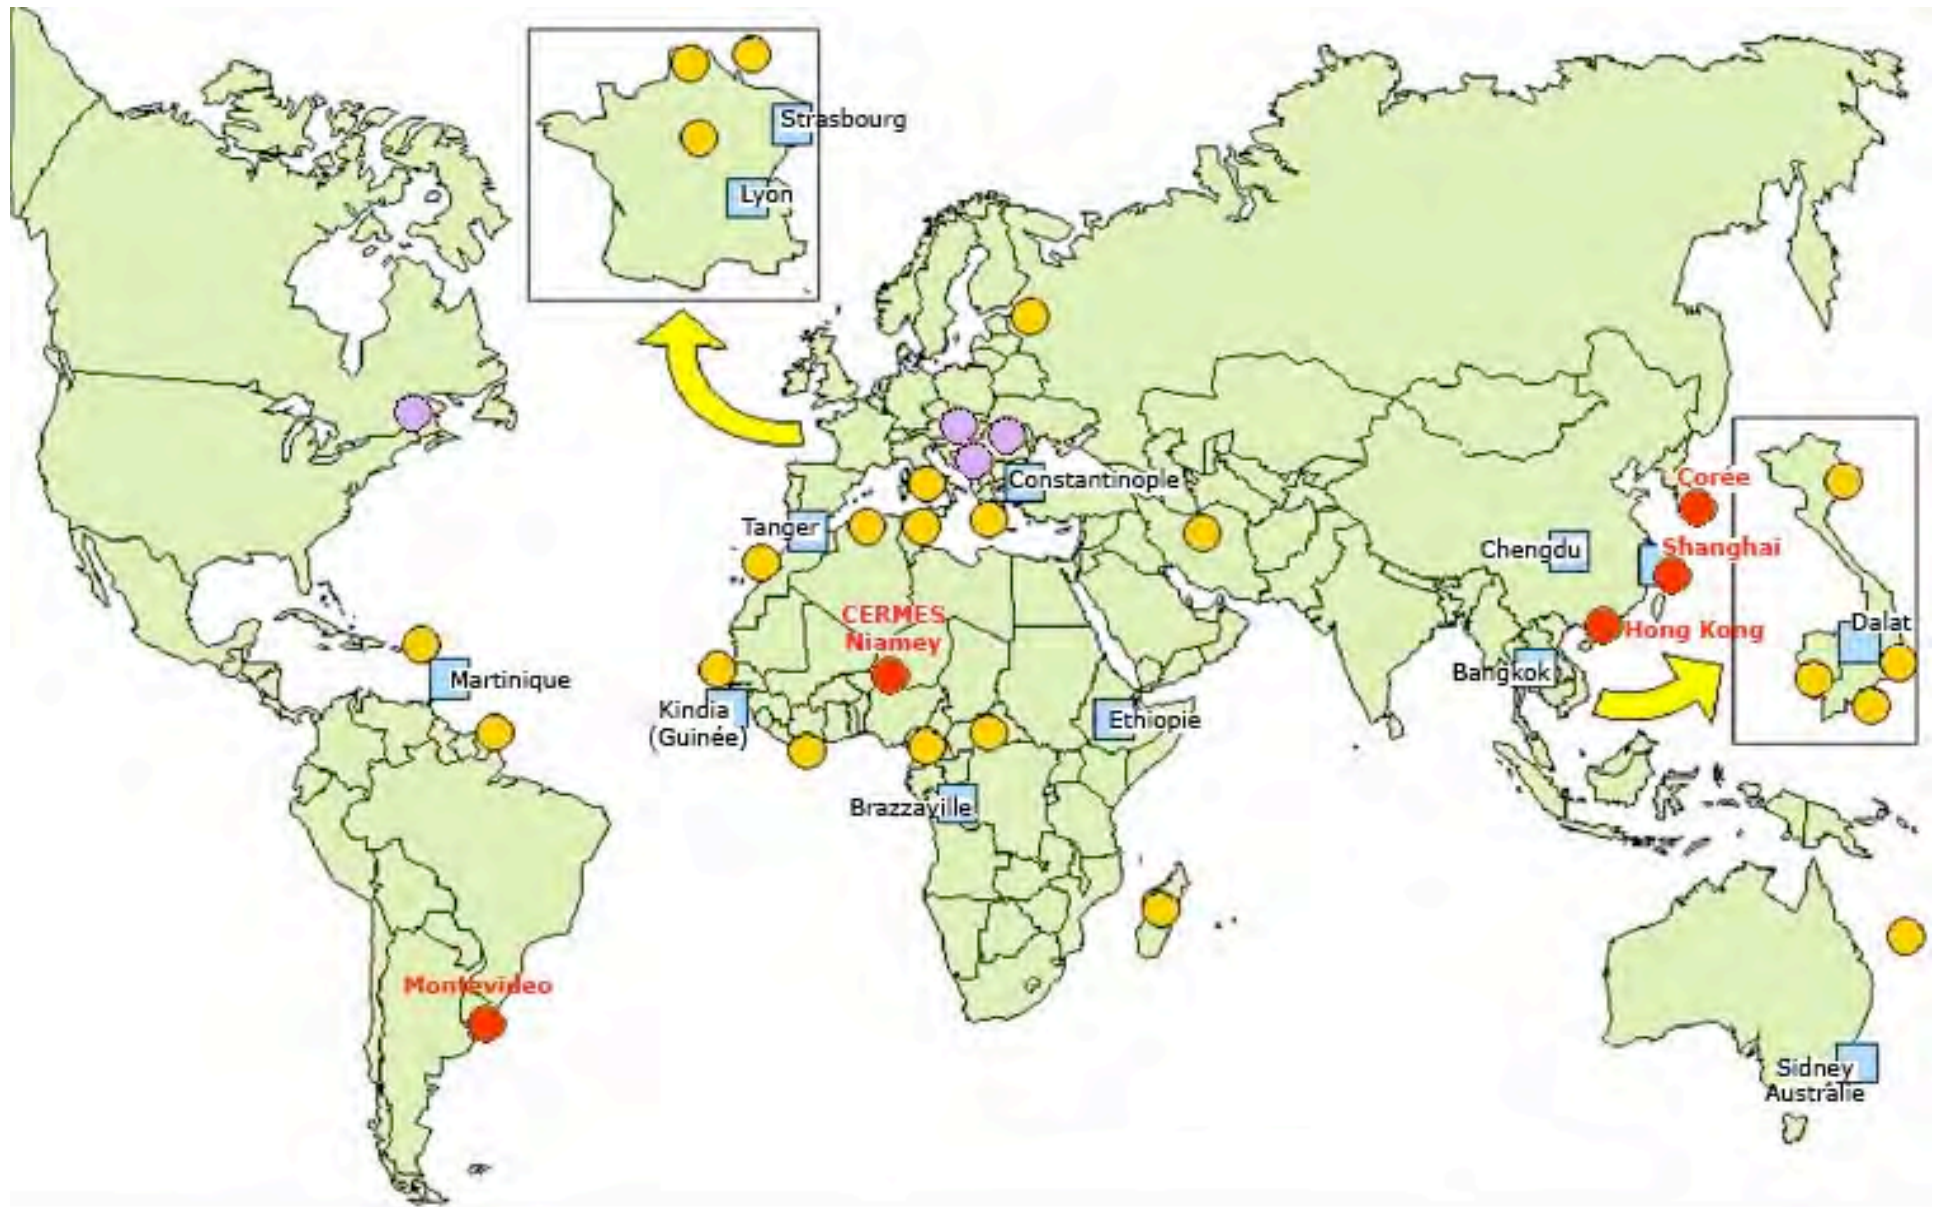 Strasbourg
Lyon
Constantinople
Corée
Tanger
Chengdu
Shanghai
CERMES
Niamey
Hong Kong
Dalat
Martinique
Bangkok
Kindia
(Guinée)
Ethiopie
Brazzaville
Montevideo
Sidney
Australie